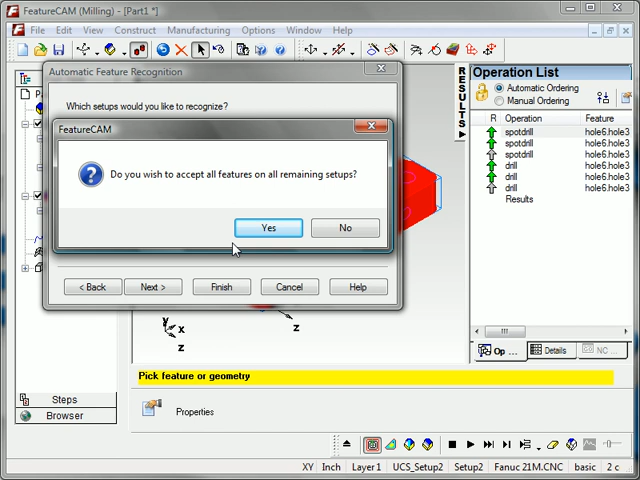 FeatureCAM (Milling) - [Part1 *]
File Edit View Construct Manufacturing Options Window Help
Automatic Feature Recognition
Which setups would you like to recognize?
FeatureCAM
Do you wish to accept all features on all remaining setups?
Yes No
< Back Next > Finish Cancel Help
RESULTS
Operation List
Automatic Ordering
Manual Ordering
R Operation Feature
spotdrill hole6.hole3
spotdrill hole6.hole3
spotdrill hole6.hole3
drill hole6.hole3
drill hole6.hole3
drill hole6.hole3
Results
Op ... Details NC ...
y x
z
z
Pick feature or geometry
Steps
Browser
Properties
XY Inch Layer1 UCS_Setup2 Setup2 Fanuc 21M.CNC basic 2 c